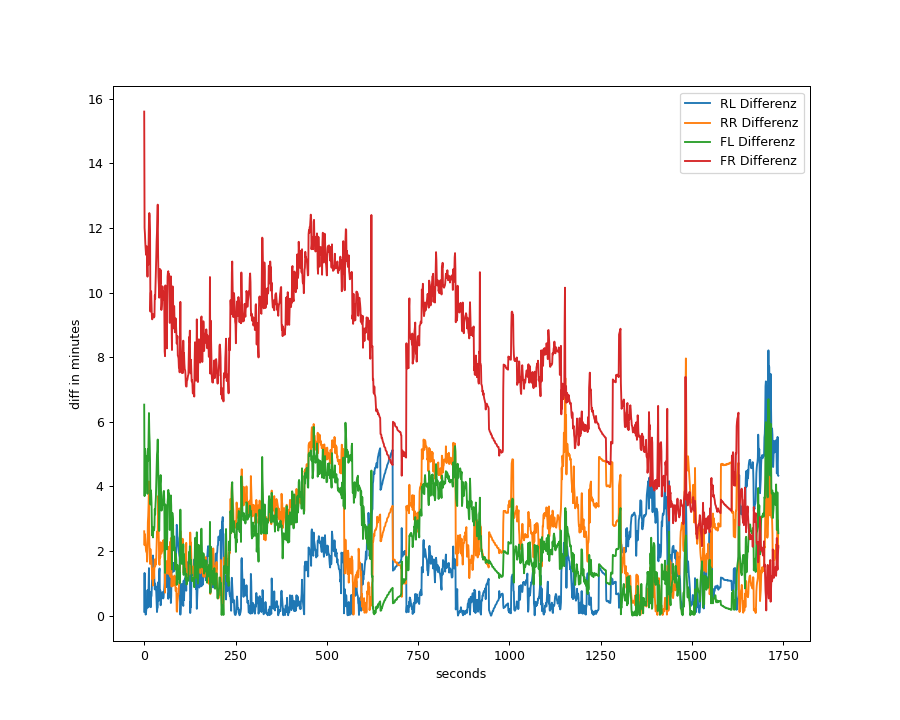 16
14
12
10
8
6
4
2
0
diff in minutes
0
250
500
750
1000
1250
1500
1750
seconds
RL Differenz
RR Differenz
FL Differenz
FR Differenz